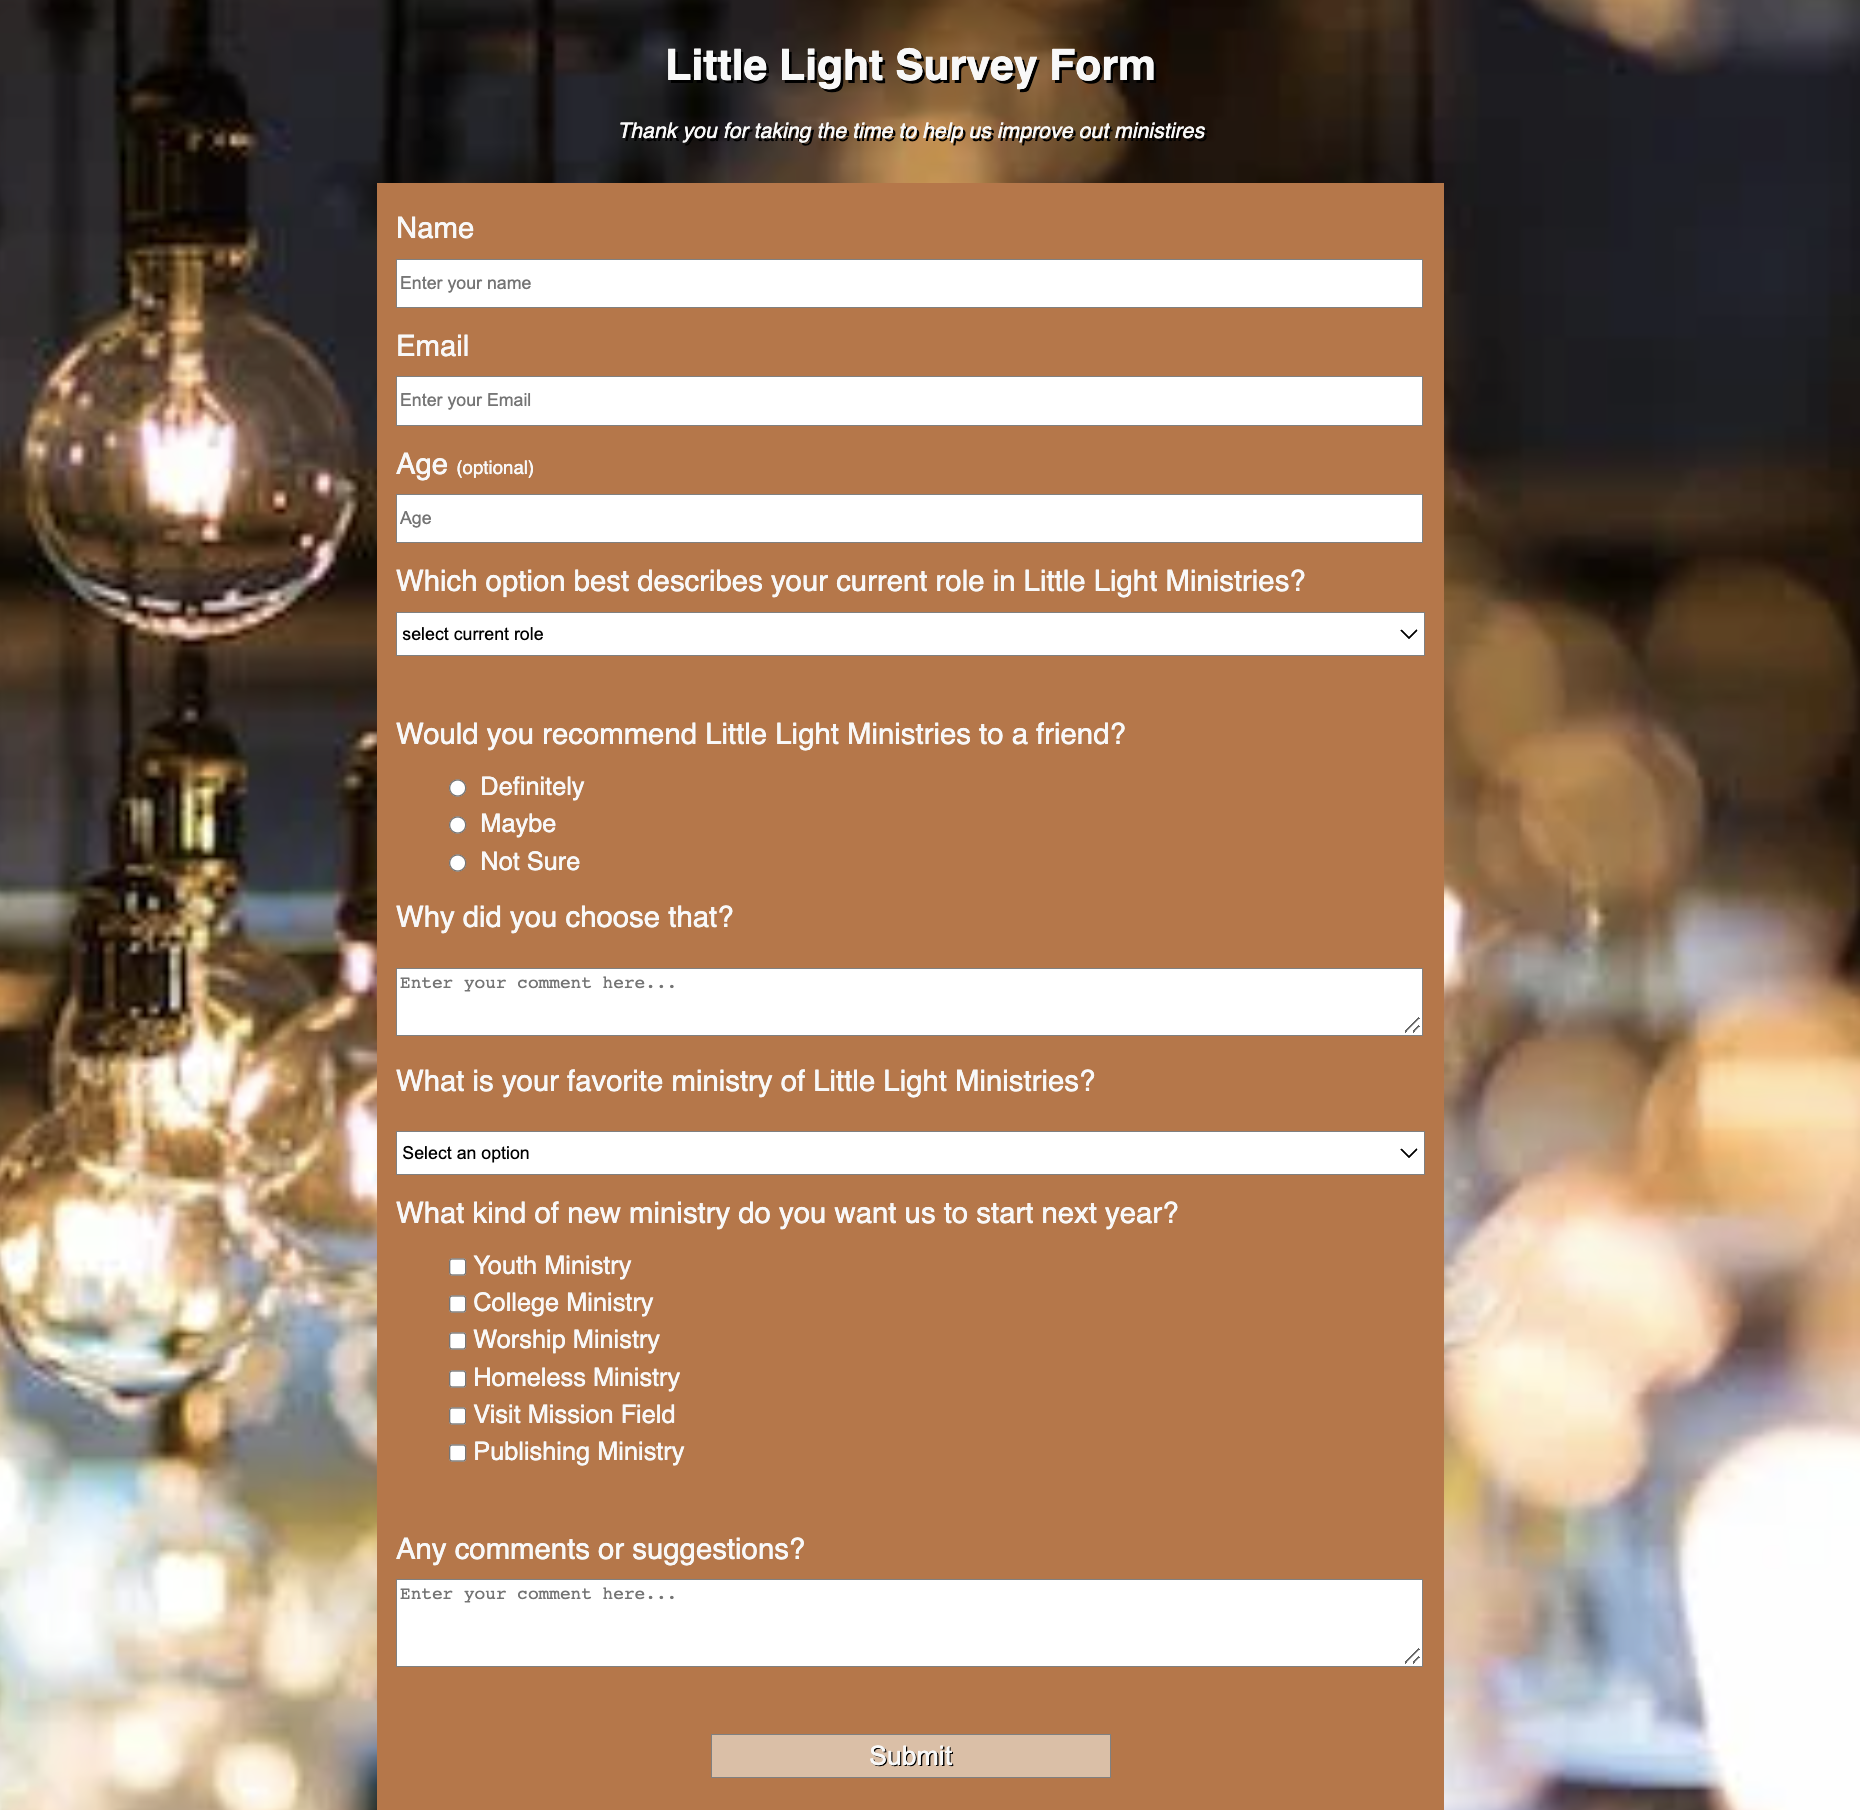 Little Light Survey Form
Thank you for taking the time to help us improve out ministires
Name
Enter your name
Email
Enter your Email
Age (optional)
Age
Which option best describes your current role in Little Light Ministries?
select current role
Would you recommend Little Light Ministries to a friend?
Definitely
Maybe
Not Sure
Why did you choose that?
Enter your comment here...
What is your favorite ministry of Little Light Ministries?
Select an option
What kind of new ministry do you want us to start next year?
Youth Ministry
College Ministry
Worship Ministry
Homeless Ministry
Visit Mission Field
Publishing Ministry
Any comments or suggestions?
Enter your comment here...
Submit